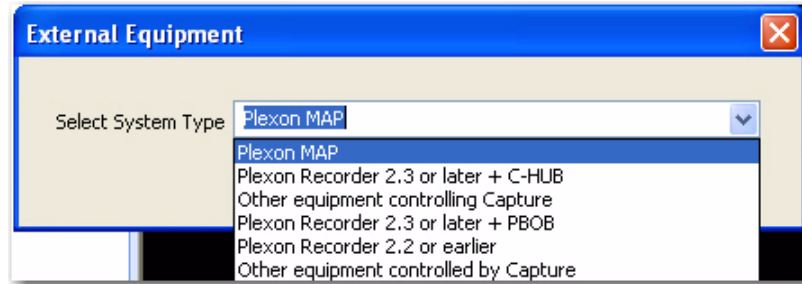 External Equipment
Select System Type Plexon MAP
Plexon MAP
Plexon Recorder 2.3 or later + C-HUB
Other equipment controlling Capture
Plexon Recorder 2.3 or later + PBOB
Plexon Recorder 2.2 or earlier
Other equipment controlled by Capture